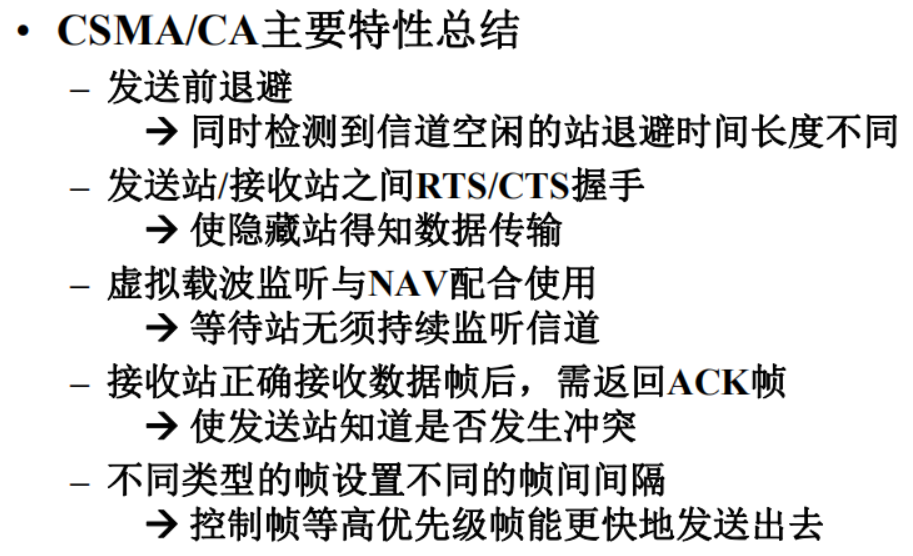 • CSMA/CA主要特性总结
– 发送前退避
→ 同时检测到信道空闲的站退避时间长度不同
– 发送站/接收站之间RTS/CTS握手
→ 使隐藏站得知数据传输
– 虚拟载波监听与NAV配合使用
→ 等待站无须持续监听信道
– 接收站正确接收数据帧后，需返回ACK帧
→ 使发送站知道是否发生冲突
– 不同类型的帧设置不同的帧间间隔
→ 控制帧等高优先级帧能更快地发送出去